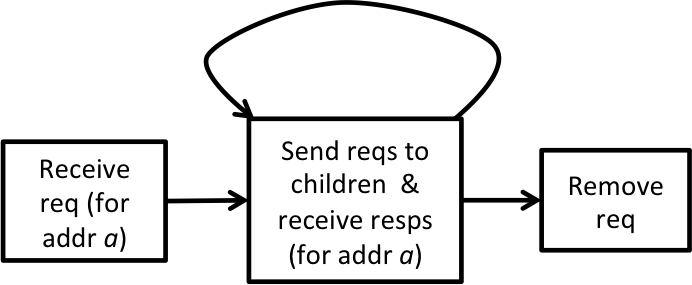 Receive
req (for
addr a)
Send reqs to
children & 
receive resps
(for addr a)
Remove
req